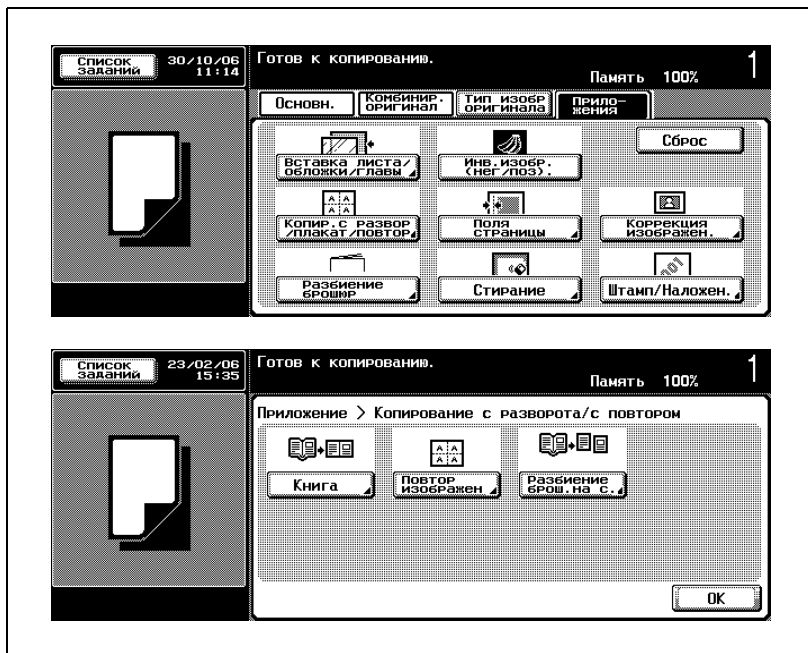 Список заданий
30/10/06 11:14
Готов к копированию.
Память 100%
1
Основн.
Комбинир. оригинал
Тип изобр оригинала
Прило-
жения
Вставка листа/
обложки/главы
Инв.изобр.
(нег/поз).
Сброс
Копир.с развор
/плакат/повтор
Поля
страницы
Коррекция
изображен.
Разбиение
брошюр
Стирание
Штамп/Наложен.
Список заданий
23/02/06 15:35
Готов к копированию.
Память 100%
1
Приложение > Копирование с разворота/с повтором
Книга
Повтор
изображен
Разбиение
брош.на с.
OK